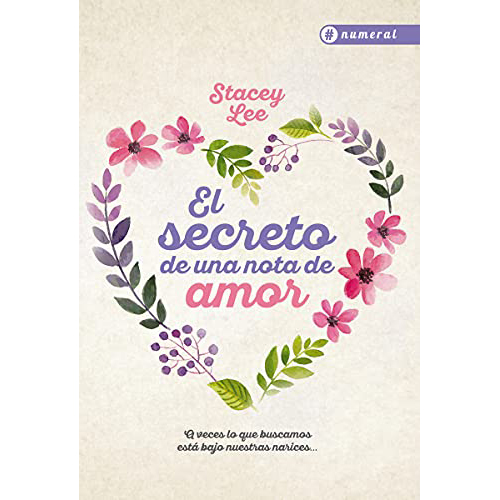 # numeral
Stacey
Lee
El
secreto
de una nota de
amor
A veces lo que buscamos
está bajo nuestras narices...